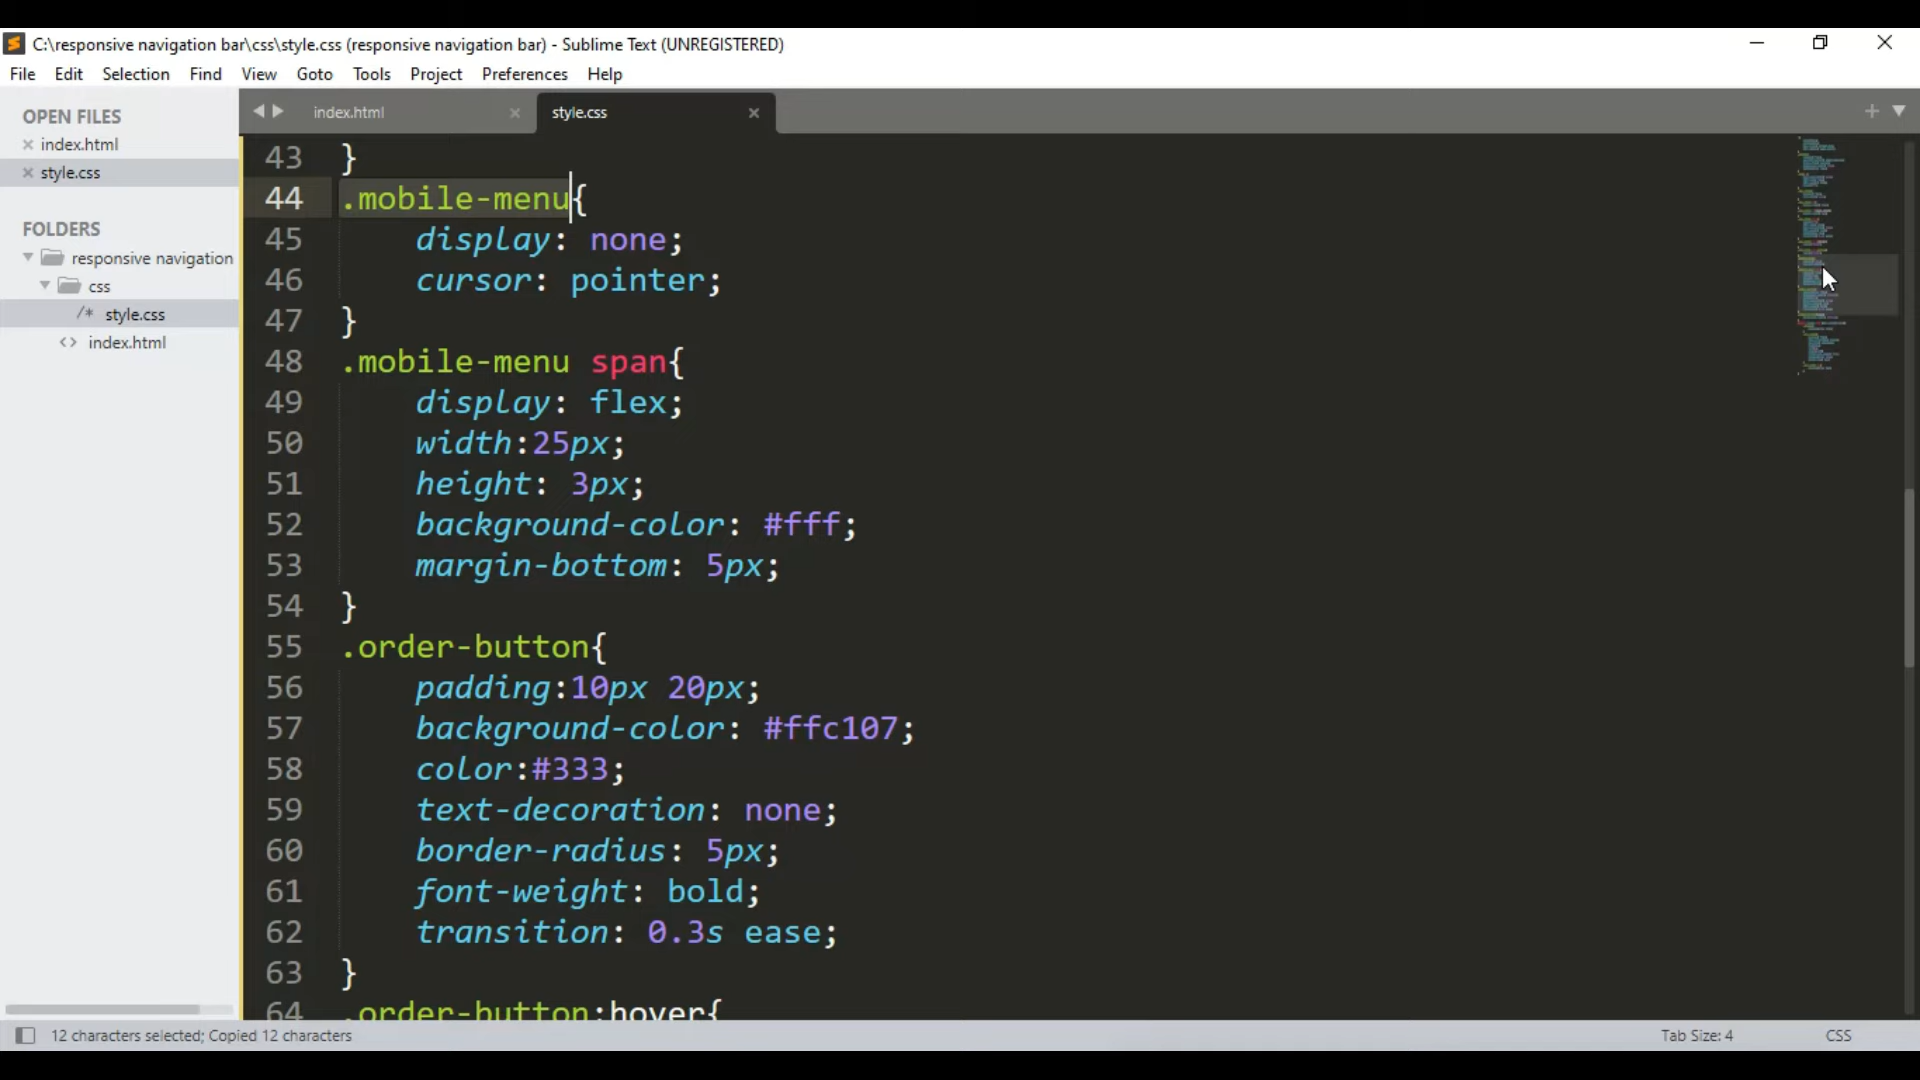 C:\responsive navigation bar\css\style.css (responsive navigation bar) - Sublime Text (UNREGISTERED)
File Edit Selection Find View Goto Tools Project Preferences Help
OPEN FILES
index.html
style.css
FOLDERS
responsive navigation
css
/* style.css
<> index.html
index.html style.css
43 }
44 .mobile-menu{
45 display: none;
46 cursor: pointer;
47 }
48 .mobile-menu span{
49 display: flex;
50 width:25px;
51 height: 3px;
52 background-color: #fff;
53 margin-bottom: 5px;
54 }
55 .order-button{
56 padding:10px 20px;
57 background-color: #ffc107;
58 color:#333;
59 text-decoration: none;
60 border-radius: 5px;
61 font-weight: bold;
62 transition: 0.3s ease;
63 }
64 .order-button:hover{
12 characters selected; Copied 12 characters
Tab Size: 4
CSS